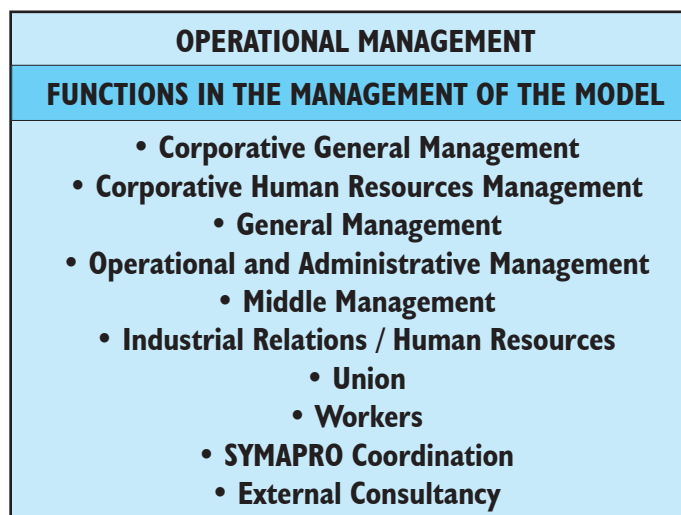 OPERATIONAL MANAGEMENT
FUNCTIONS IN THE MANAGEMENT OF THE MODEL
• Corporative General Management
• Corporative Human Resources Management
• General Management
• Operational and Administrative Management
• Middle Management
• Industrial Relations / Human Resources
• Union
• Workers
• SYMAPRO Coordination
• External Consultancy